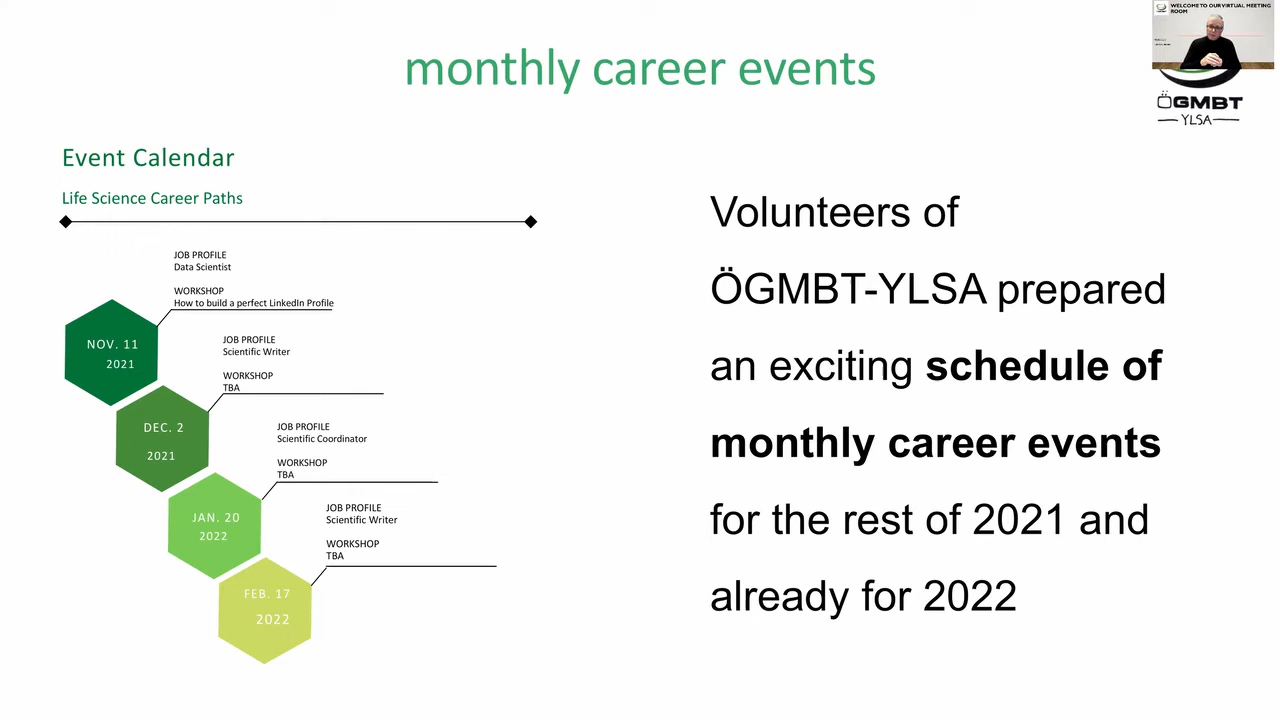 WELCOME TO OUR VIRTUAL MEETING
ROOM
monthly career events
ÖGMBT
YLSA
Event Calendar
Life Science Career Paths
JOB PROFILE
Data Scientist
WORKSHOP
How to build a perfect LinkedIn Profile
NOV. 11
2021
JOB PROFILE
Scientific Writer
WORKSHOP
TBA
DEC. 2
2021
JOB PROFILE
Scientific Coordinator
WORKSHOP
TBA
JAN. 20
2022
JOB PROFILE
Scientific Writer
WORKSHOP
TBA
FEB. 17
2022
Volunteers of
ÖGMBT-YLSA prepared
an exciting schedule of
monthly career events
for the rest of 2021 and
already for 2022